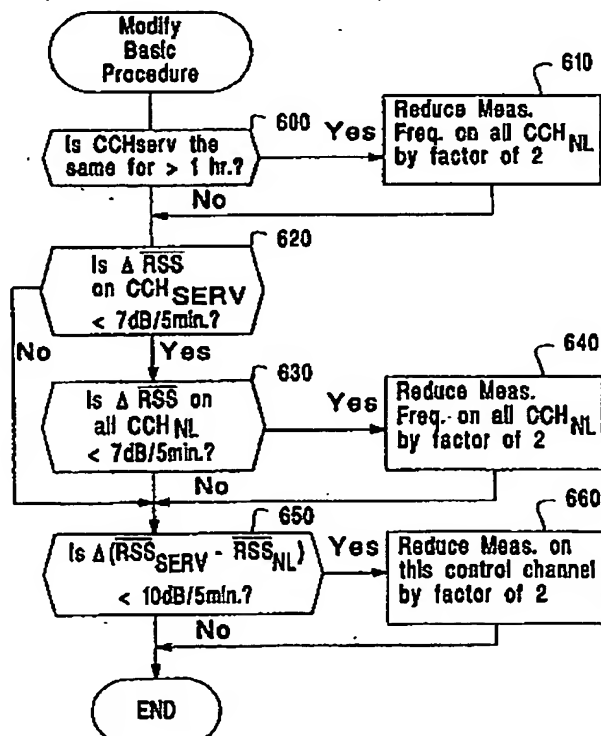 Modify
Basic
Procedure
600
Is CCHserv the
same for > 1 hr.?
Yes
610
Reduce Meas.
Freq. on all CCH NL
by factor of 2
No
620
Is Δ RSS
on CCH SERV
< 7dB/5min.?
No
Yes
630
Is Δ RSS on
all CCH NL
< 7dB/5min.?
Yes
640
Reduce Meas.
Freq. on all CCH NL
by factor of 2
No
650
Is Δ(RSS SERV - RSS NL)
< 10dB/5min.?
Yes
660
Reduce Meas. on
this control channel
by factor of 2
No
END